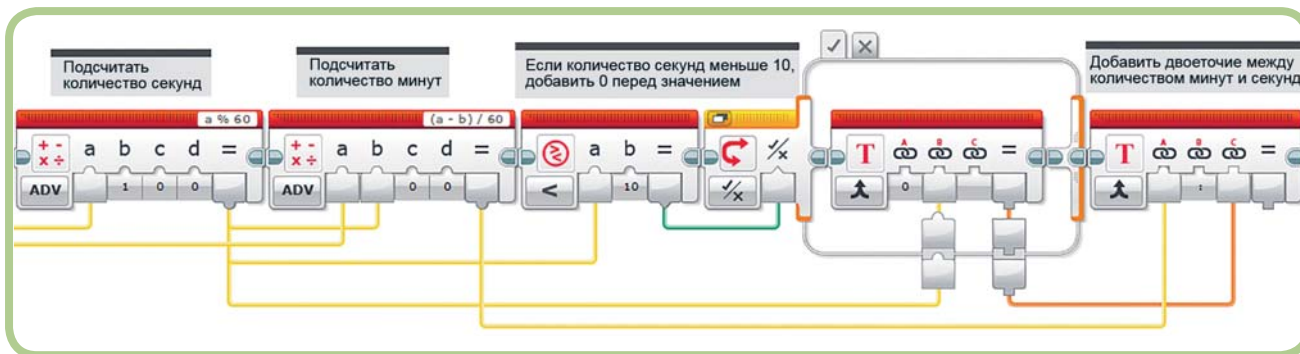 Подсчитать
количество секунд
Подсчитать
количество минут
Если количество секунд меньше 10,
добавить 0 перед значением
Добавить двоеточие между
количеством минут и секунд
a % 60
a b c d =
ADV
1 0 0
(a - b) / 60
a b c d =
ADV
0 0
a b =
<
10
T A B C =
0
T A B C =
: